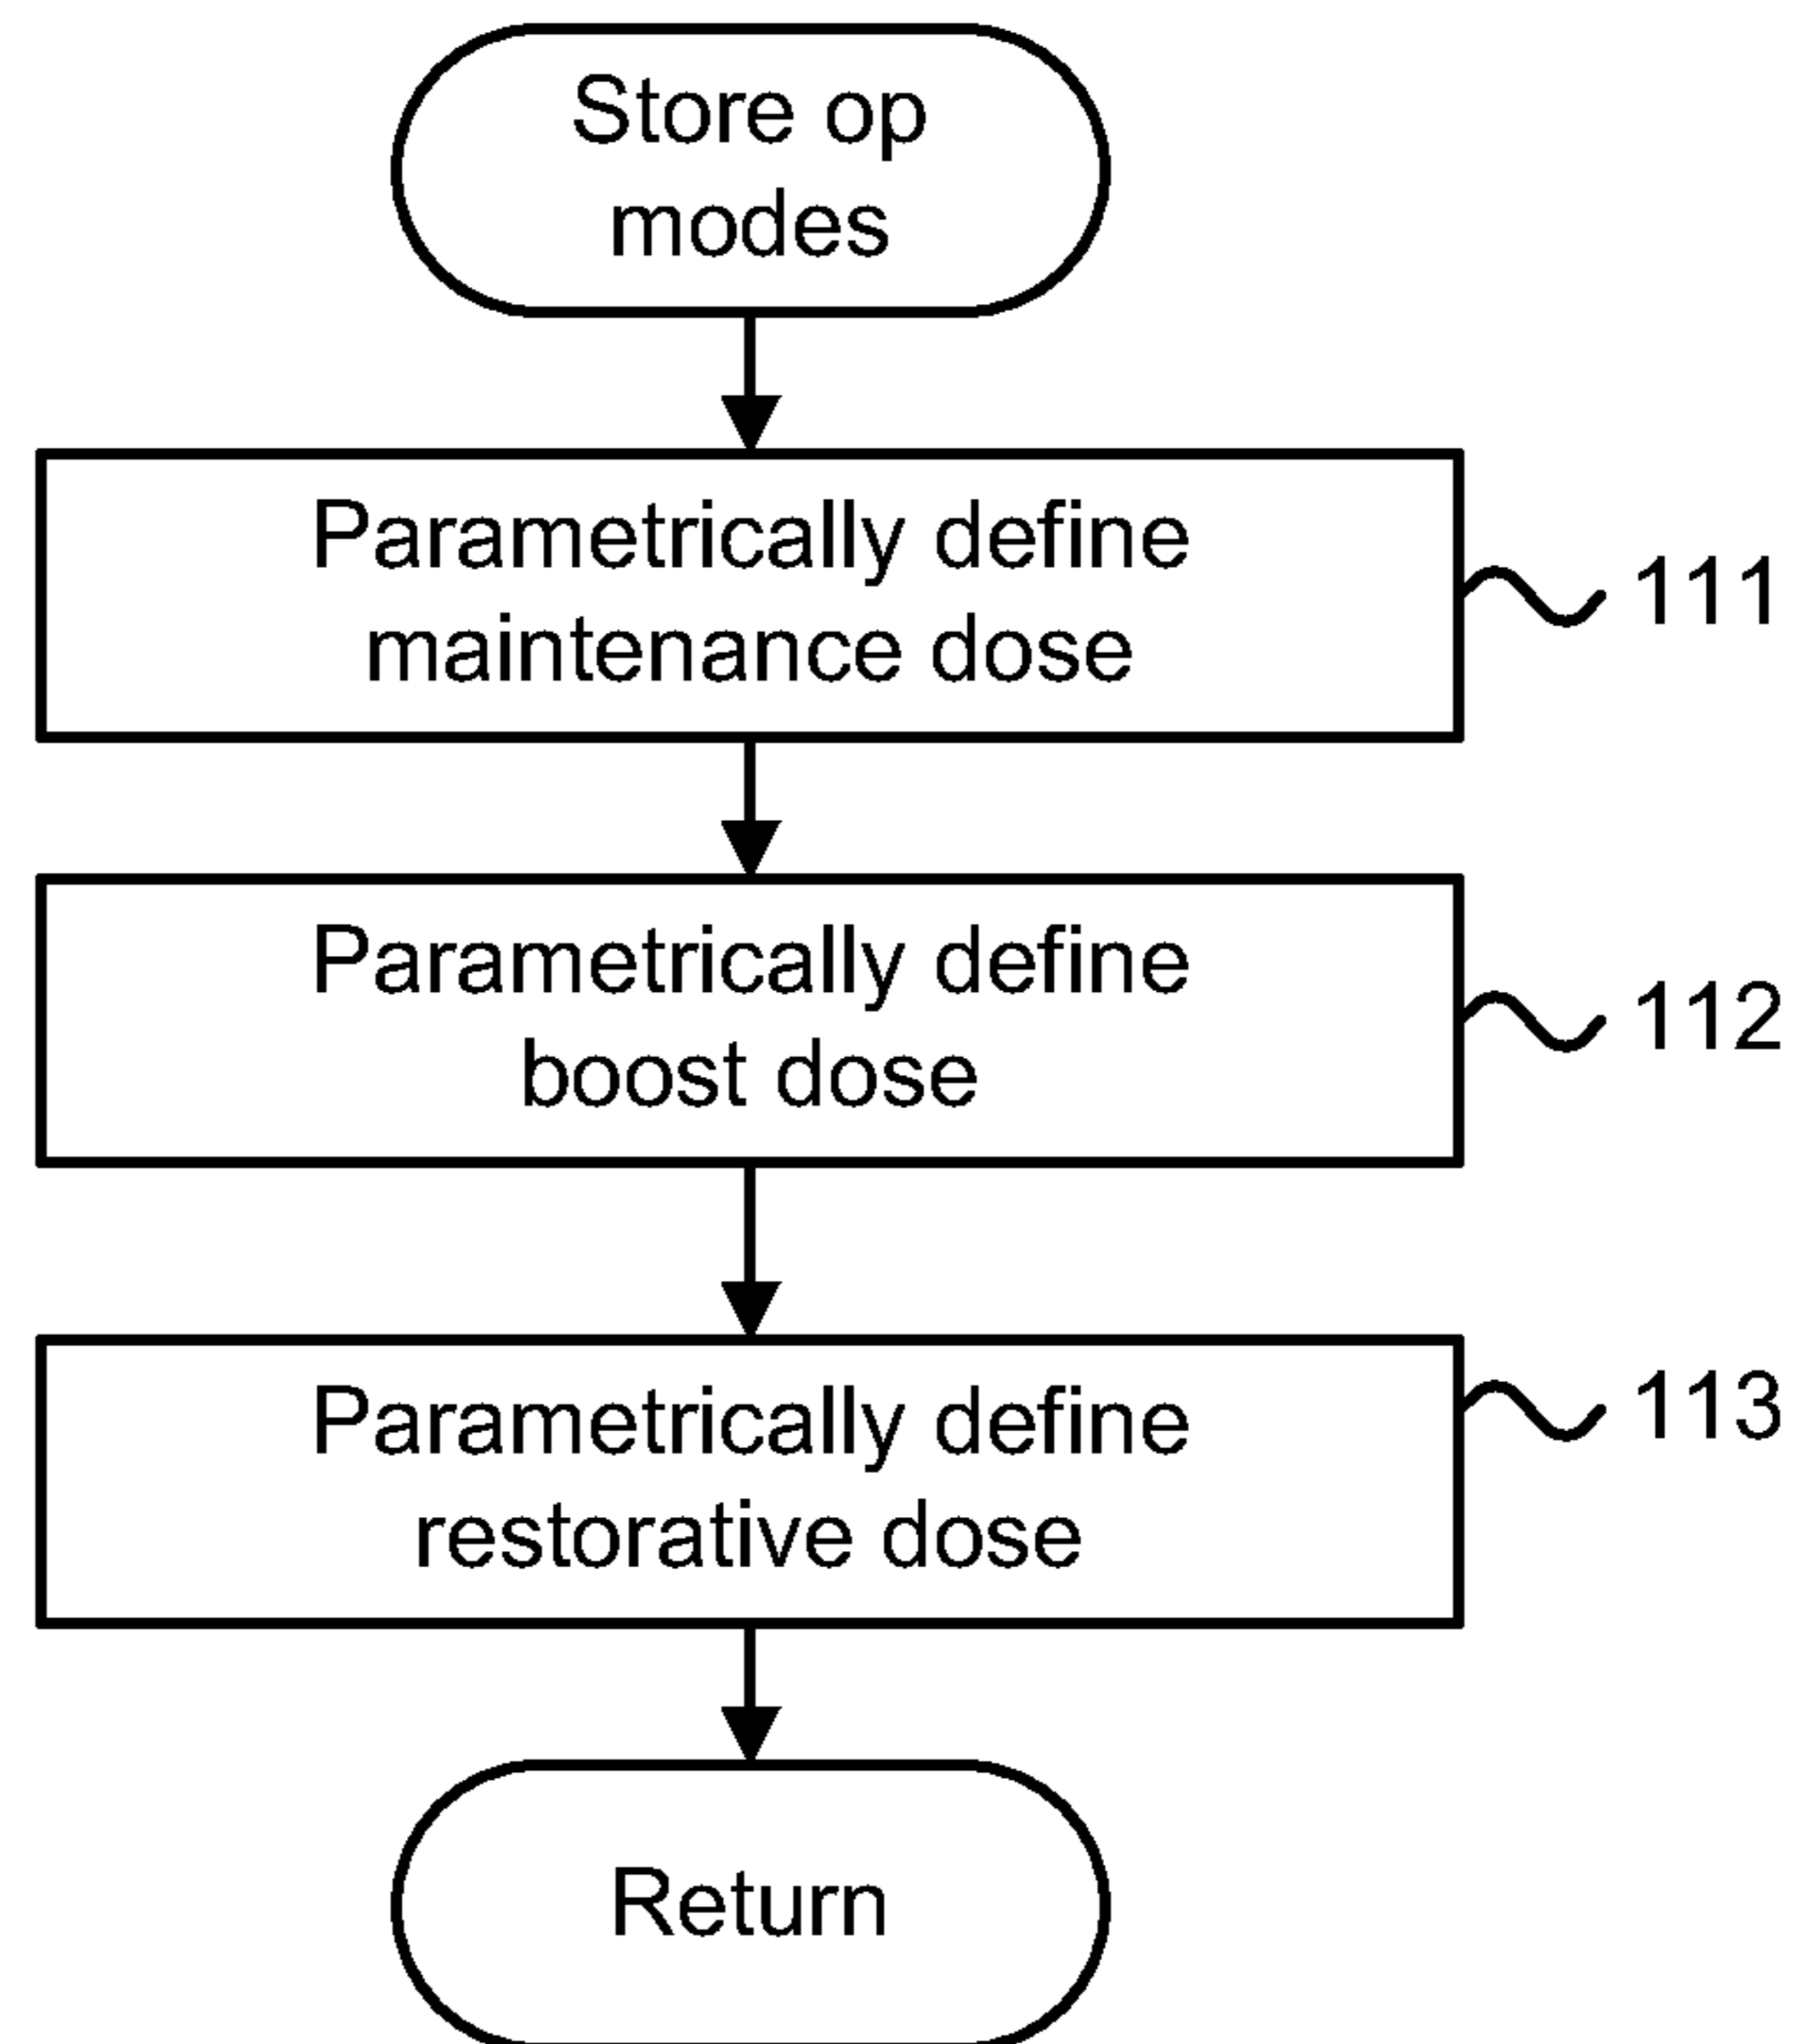 Store op
modes
Parametrically define
maintenance dose
111
Parametrically define
boost dose
112
Parametrically define
restorative dose
113
Return